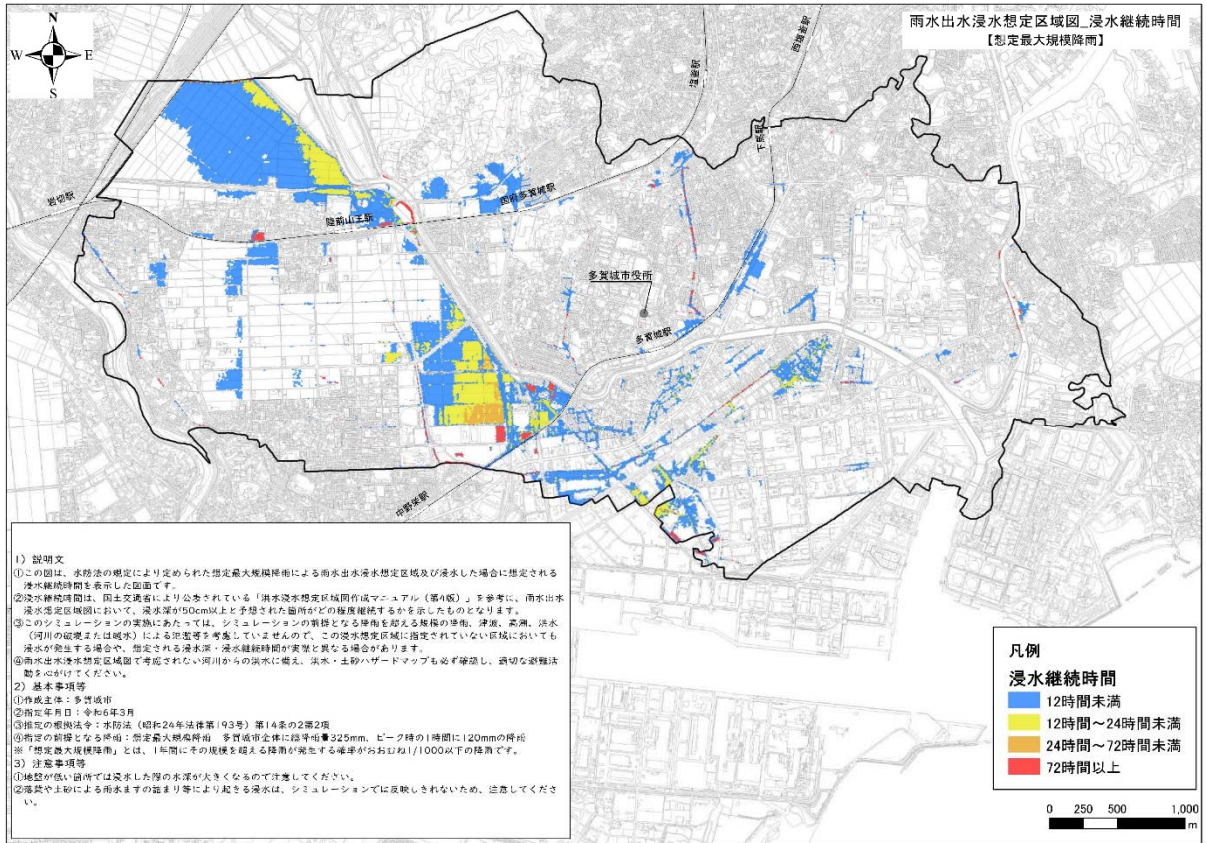 雨水出水浸水想定区域図_浸水継続時間
【想定最大規模降雨】
N
W
E
S
西塩釜駅
塩釜駅
下馬駅
岩切駅
国府多賀城駅
陸前山王駅
多賀城市役所
多賀城駅
中野栄駅
1）説明文
①この図は、水防法の規定により定められた想定最大規模降雨による雨水出水浸水想定区域及び浸水した場合に想定される
浸水継続時間を表示した図面です。
②浸水継続時間は、国土交通省により公表されている「洪水浸水想定区域図作成マニュアル（第4版）」を参考に、雨水出水
浸水想定区域図において、浸水深が50cm以上と予想された箇所がどの程度継続するかを示したものとなります。
③このシミュレーションの実施にあたっては、シミュレーションの前提となる降雨を超える規模の降雨、津波、高潮、洪水
（河川の破堤または越水）による氾濫等を考慮していませんので、この浸水想定区域に指定されていない区域においても
浸水が発生する場合や、想定される浸水深・浸水継続時間が実際と異なる場合があります。
④雨水出水浸水想定区域図で考慮されない河川からの洪水に備え、洪水・土砂ハザードマップも必ず確認し、適切な避難活
動を心がけてください。
2）基本事項等
①作成主体：多賀城市
②指定年月日：令和6年3月
③指定の根拠法令：水防法（昭和24年法律第193号）第14条の2第2項
④指定の前提となる降雨：想定最大規模降雨　多賀城市全体に総降雨量325mm、ピーク時の1時間に120mmの降雨
※「想定最大規模降雨」とは、1年間にその規模を超える降雨が発生する確率がおおむね1/1000以下の降雨です。
3）注意事項等
①地盤が低い箇所では浸水した際の水深が大きくなるので注意してください。
②落葉や土砂による雨水ますの詰まり等により起きる浸水は、シミュレーションでは反映しきれないため、注意してくださ
い。
凡例
浸水継続時間
12時間未満
12時間～24時間未満
24時間～72時間未満
72時間以上
0 250 500 1,000
m